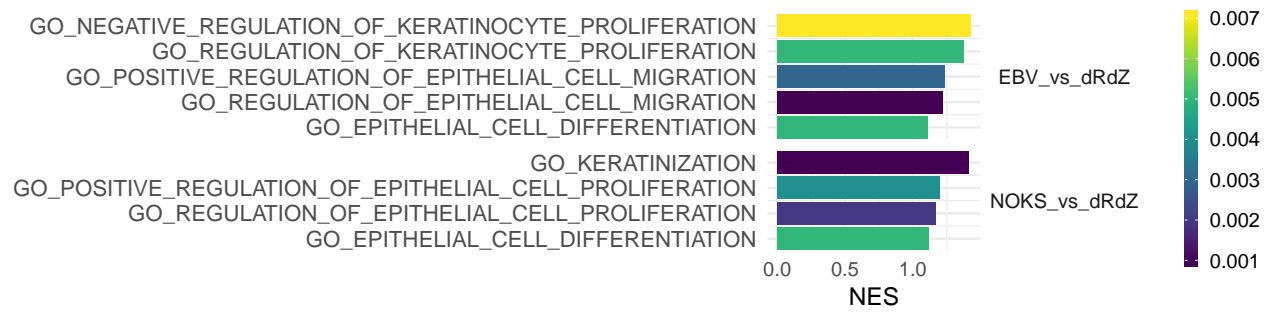 GO_NEGATIVE_REGULATION_OF_KERATINOCYTE_PROLIFERATION
GO_REGULATION_OF_KERATINOCYTE_PROLIFERATION
GO_POSITIVE_REGULATION_OF_EPITHELIAL_CELL_MIGRATION
GO_REGULATION_OF_EPITHELIAL_CELL_MIGRATION
GO_EPITHELIAL_CELL_DIFFERENTIATION
EBV_vs_dRdZ
GO_KERATINIZATION
GO_POSITIVE_REGULATION_OF_EPITHELIAL_CELL_PROLIFERATION
GO_REGULATION_OF_EPITHELIAL_CELL_PROLIFERATION
GO_EPITHELIAL_CELL_DIFFERENTIATION
NOKS_vs_dRdZ
0.0 0.5 1.0
NES
0.007
0.006
0.005
0.004
0.003
0.002
0.001